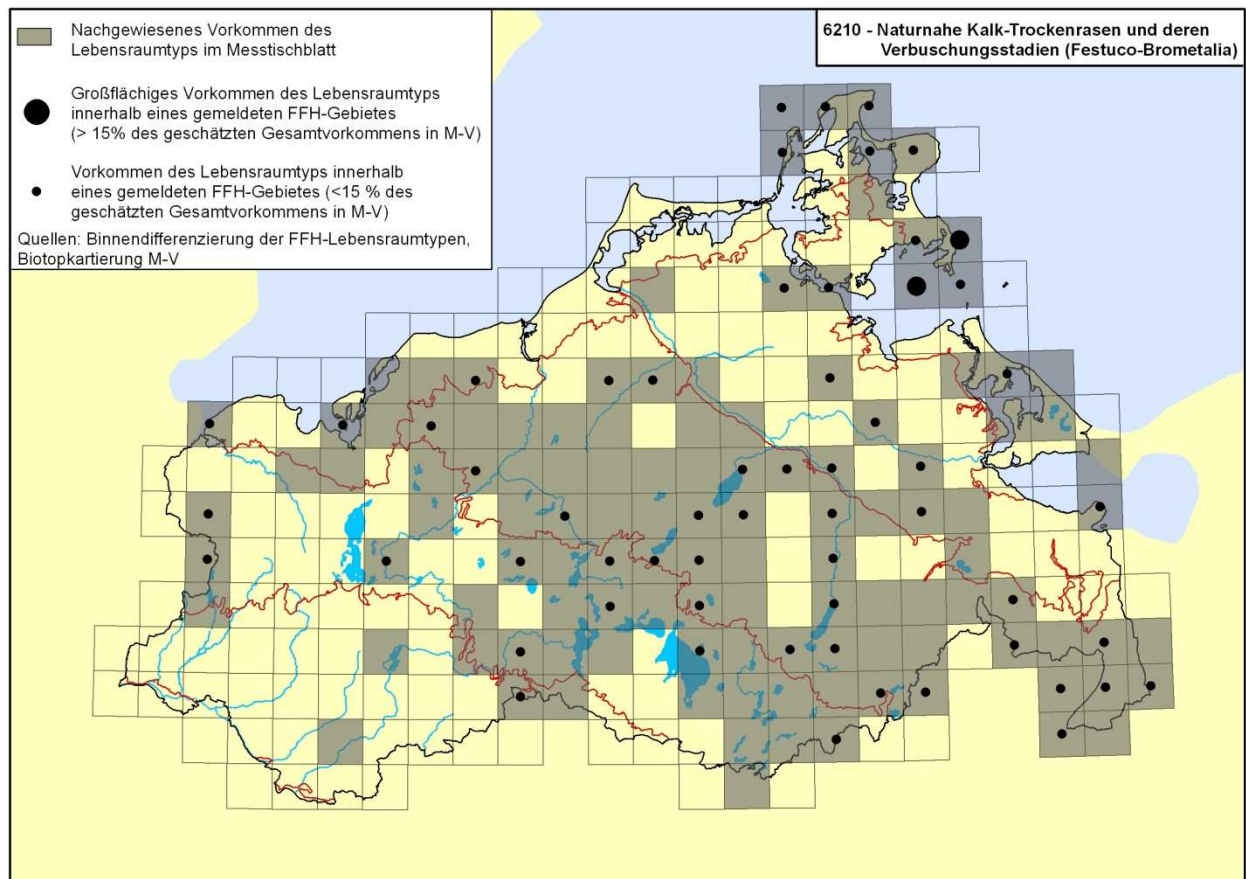 Nachgewiesenes Vorkommen des
Lebensraumtyps im Messtischblatt
Großflächiges Vorkommen des Lebensraumtyps
innerhalb eines gemeldeten FFH-Gebietes
(> 15% des geschätzten Gesamtvorkommens in M-V)
Vorkommen des Lebensraumtyps innerhalb
eines gemeldeten FFH-Gebietes (<15 % des
geschätzten Gesamtvorkommens in M-V)
Quellen: Binnendifferenzierung der FFH-Lebensraumtypen,
Biotopkartierung M-V
6210 - Naturnahe Kalk-Trockenrasen und deren
Verbuschungsstadien (Festuco-Brometalia)